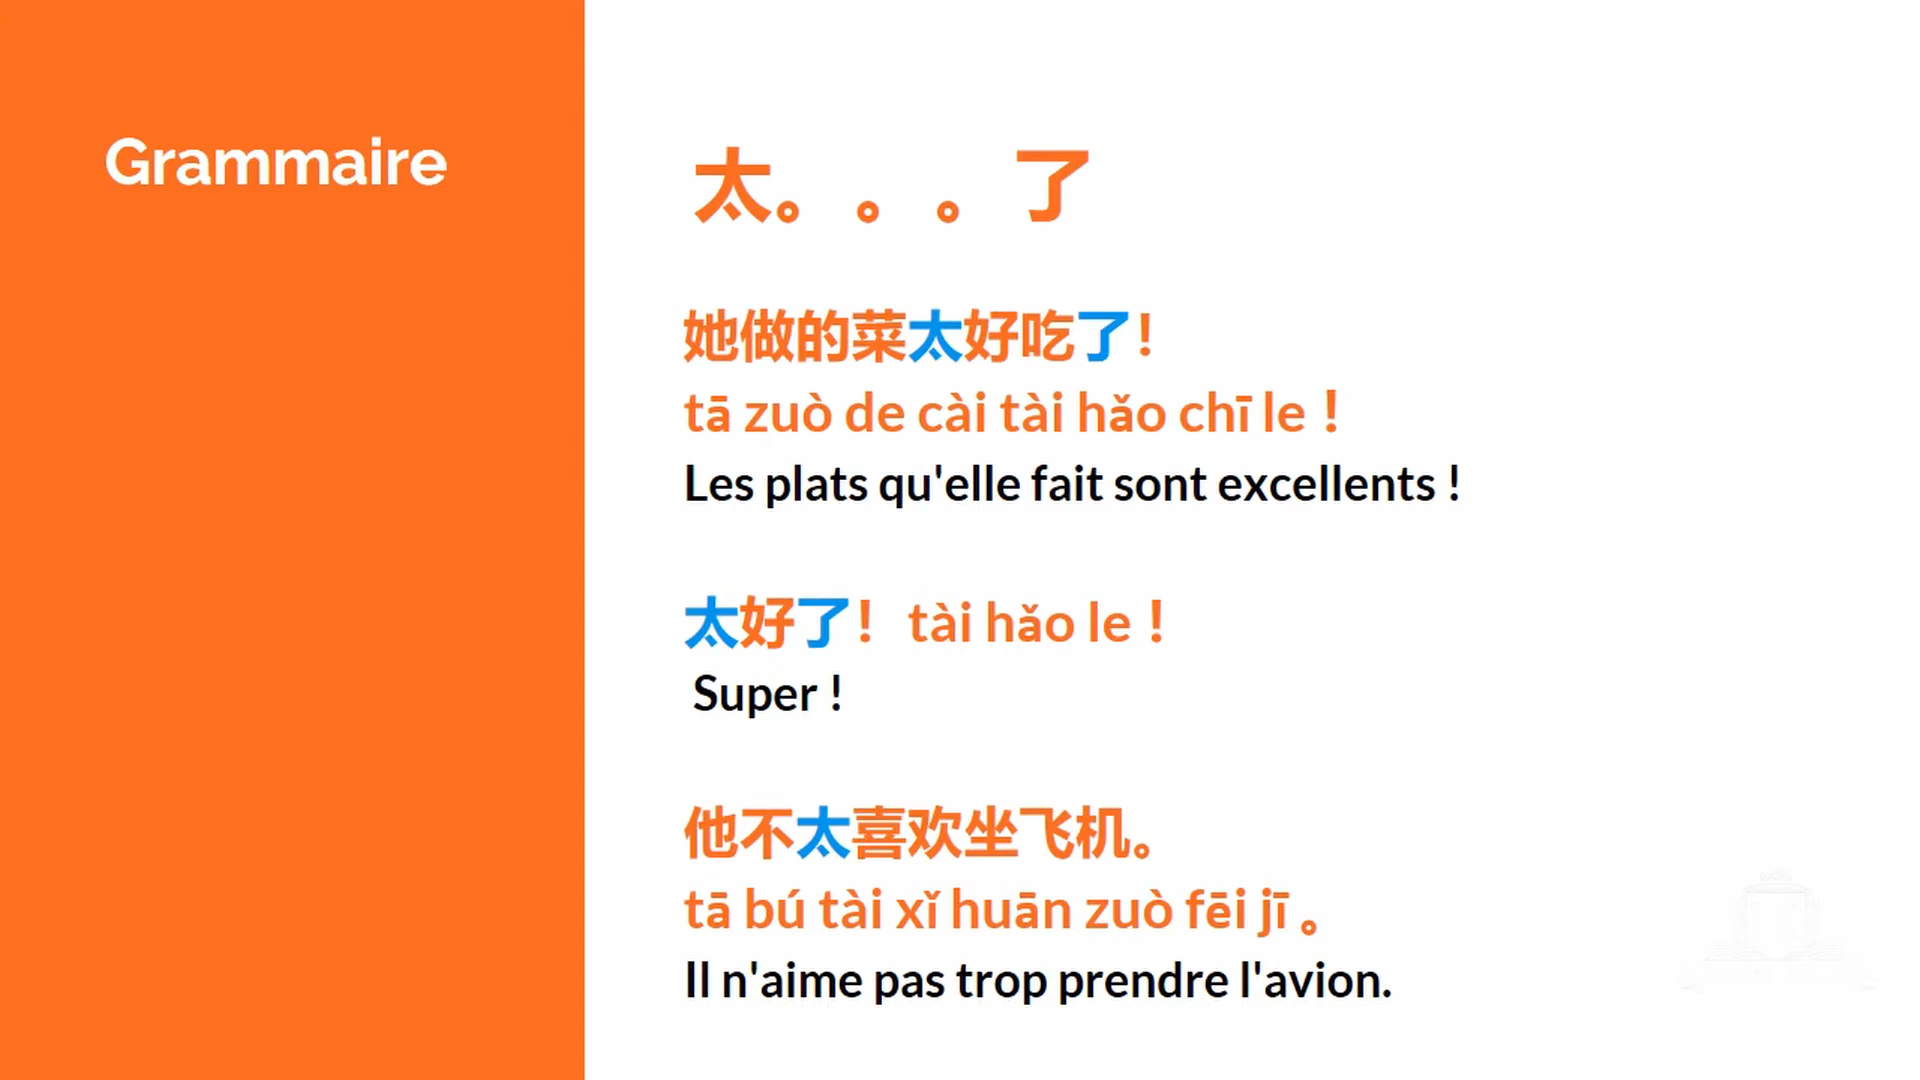 Grammaire
太。。。了
她做的菜太好吃了!
tā zuò de cài tài hǎo chī le !
Les plats qu'elle fait sont excellents !
太好了! tài hǎo le !
Super !
他不太喜欢坐飞机。
tā bú tài xǐ huān zuò fēi jī 。
Il n'aime pas trop prendre l'avion.